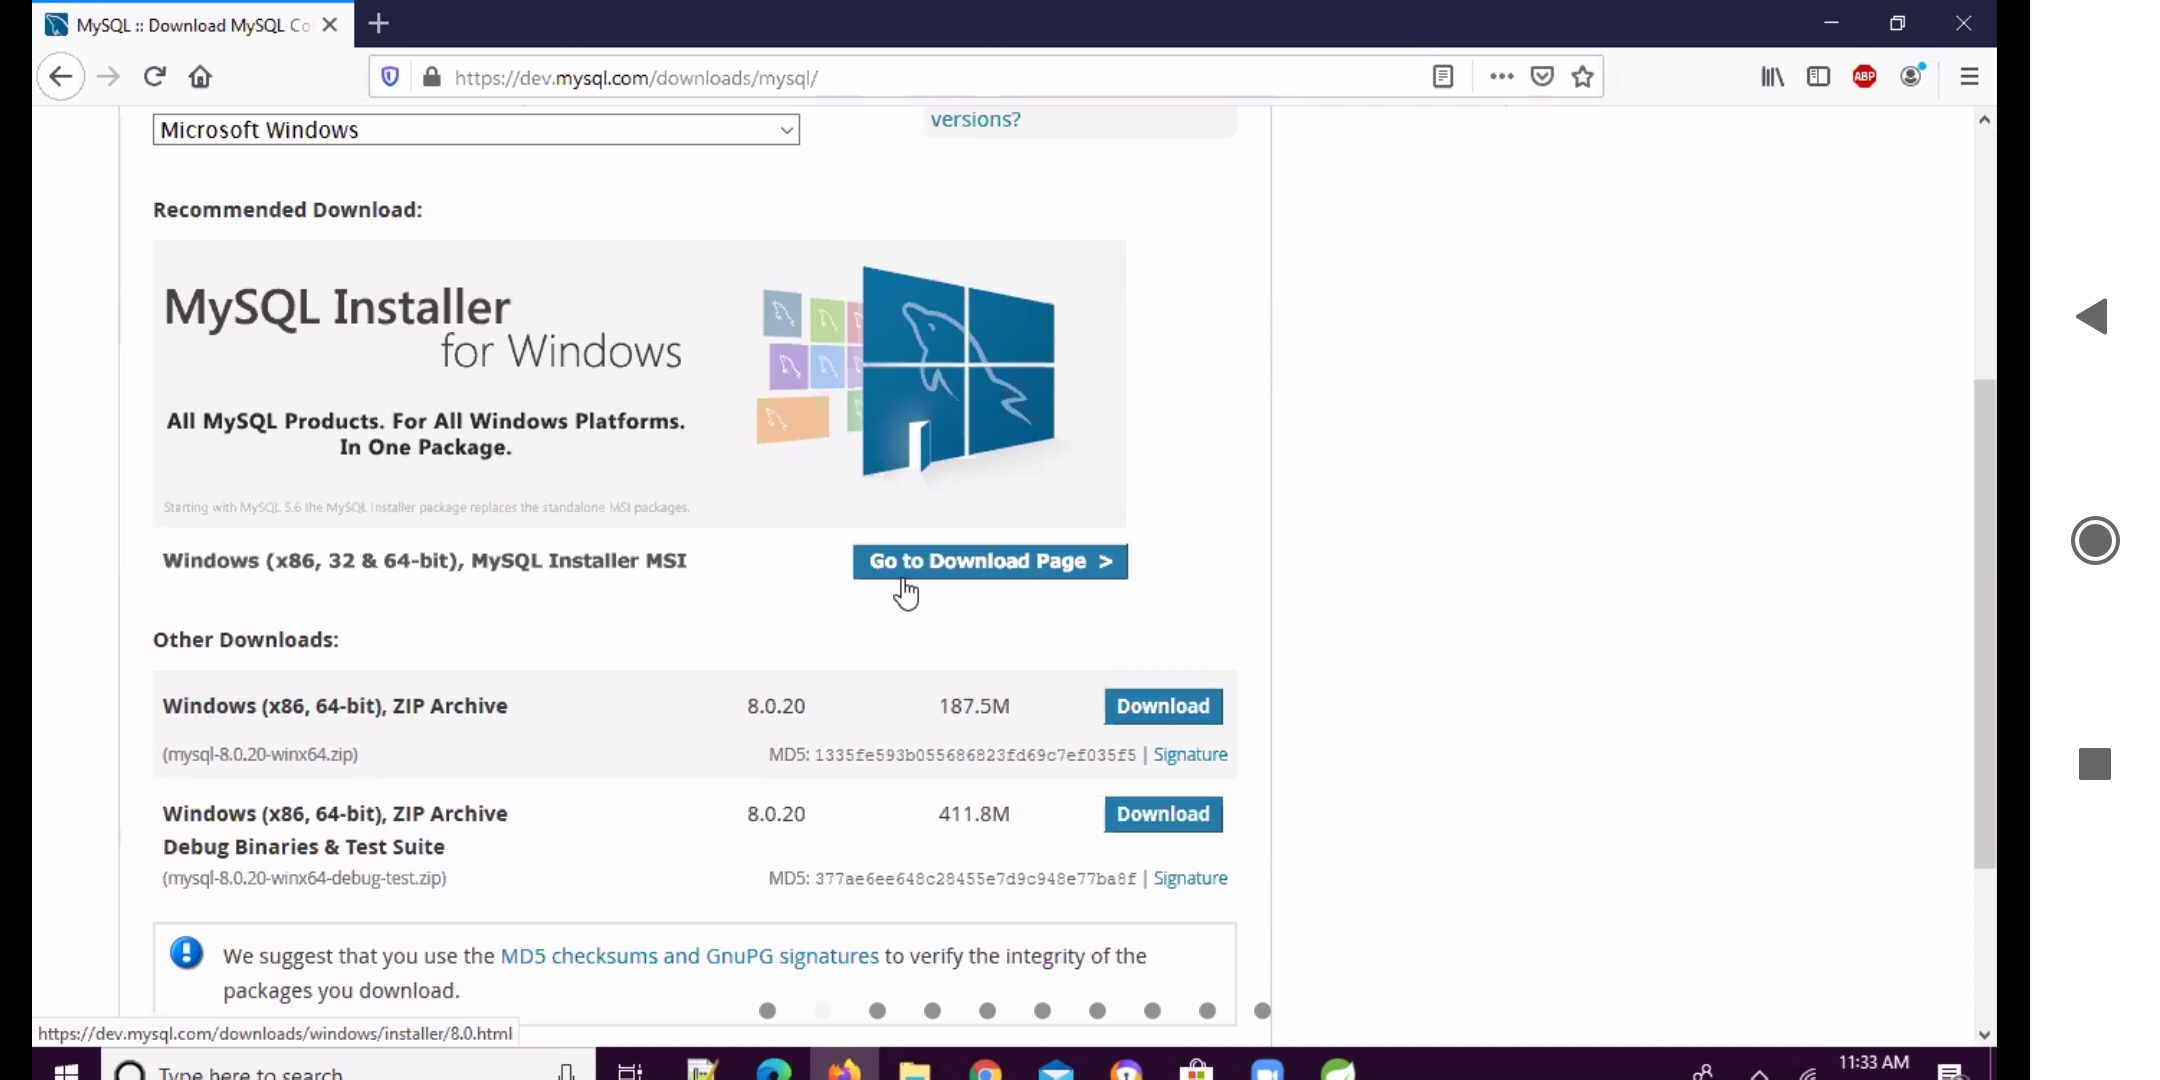 MySQL :: Download MySQL Co
https://dev.mysql.com/downloads/mysql/
ABP
versions?
Microsoft Windows
Recommended Download:
MySQL Installer
for Windows
All MySQL Products. For All Windows Platforms.
In One Package.
Starting with MySQL 5.6 the MySQL Installer package replaces the standalone MSI packages.
Windows (x86, 32 & 64-bit), MySQL Installer MSI
Go to Download Page >
Other Downloads:
Windows (x86, 64-bit), ZIP Archive 8.0.20 187.5M Download
(mysql-8.0.20-winx64.zip) MD5: 1335fe593b055686823fd69c7ef035f5 | Signature
Windows (x86, 64-bit), ZIP Archive 8.0.20 411.8M Download
Debug Binaries & Test Suite
(mysql-8.0.20-winx64-debug-test.zip) MD5: 377ae6ee648c28455e7d9c948e77ba8f | Signature
We suggest that you use the MD5 checksums and GnuPG signatures to verify the integrity of the
packages you download.
https://dev.mysql.com/downloads/windows/installer/8.0.html
Type here to search
11:33 AM